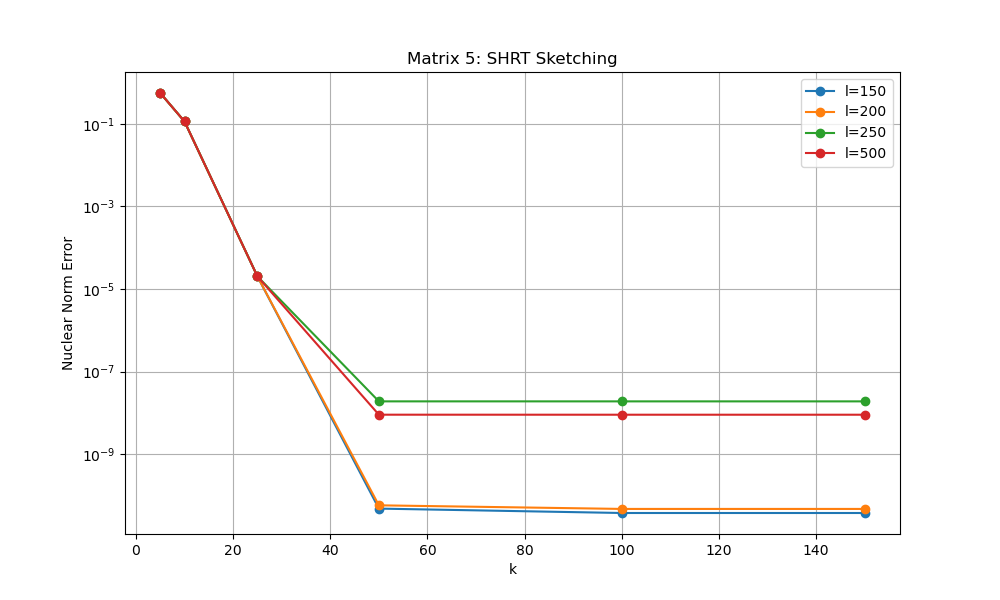 Matrix 5: SHRT Sketching
l=150
l=200
l=250
l=500
Nuclear Norm Error
10⁻¹
10⁻³
10⁻⁵
10⁻⁷
10⁻⁹
0 20 40 60 80 100 120 140
k